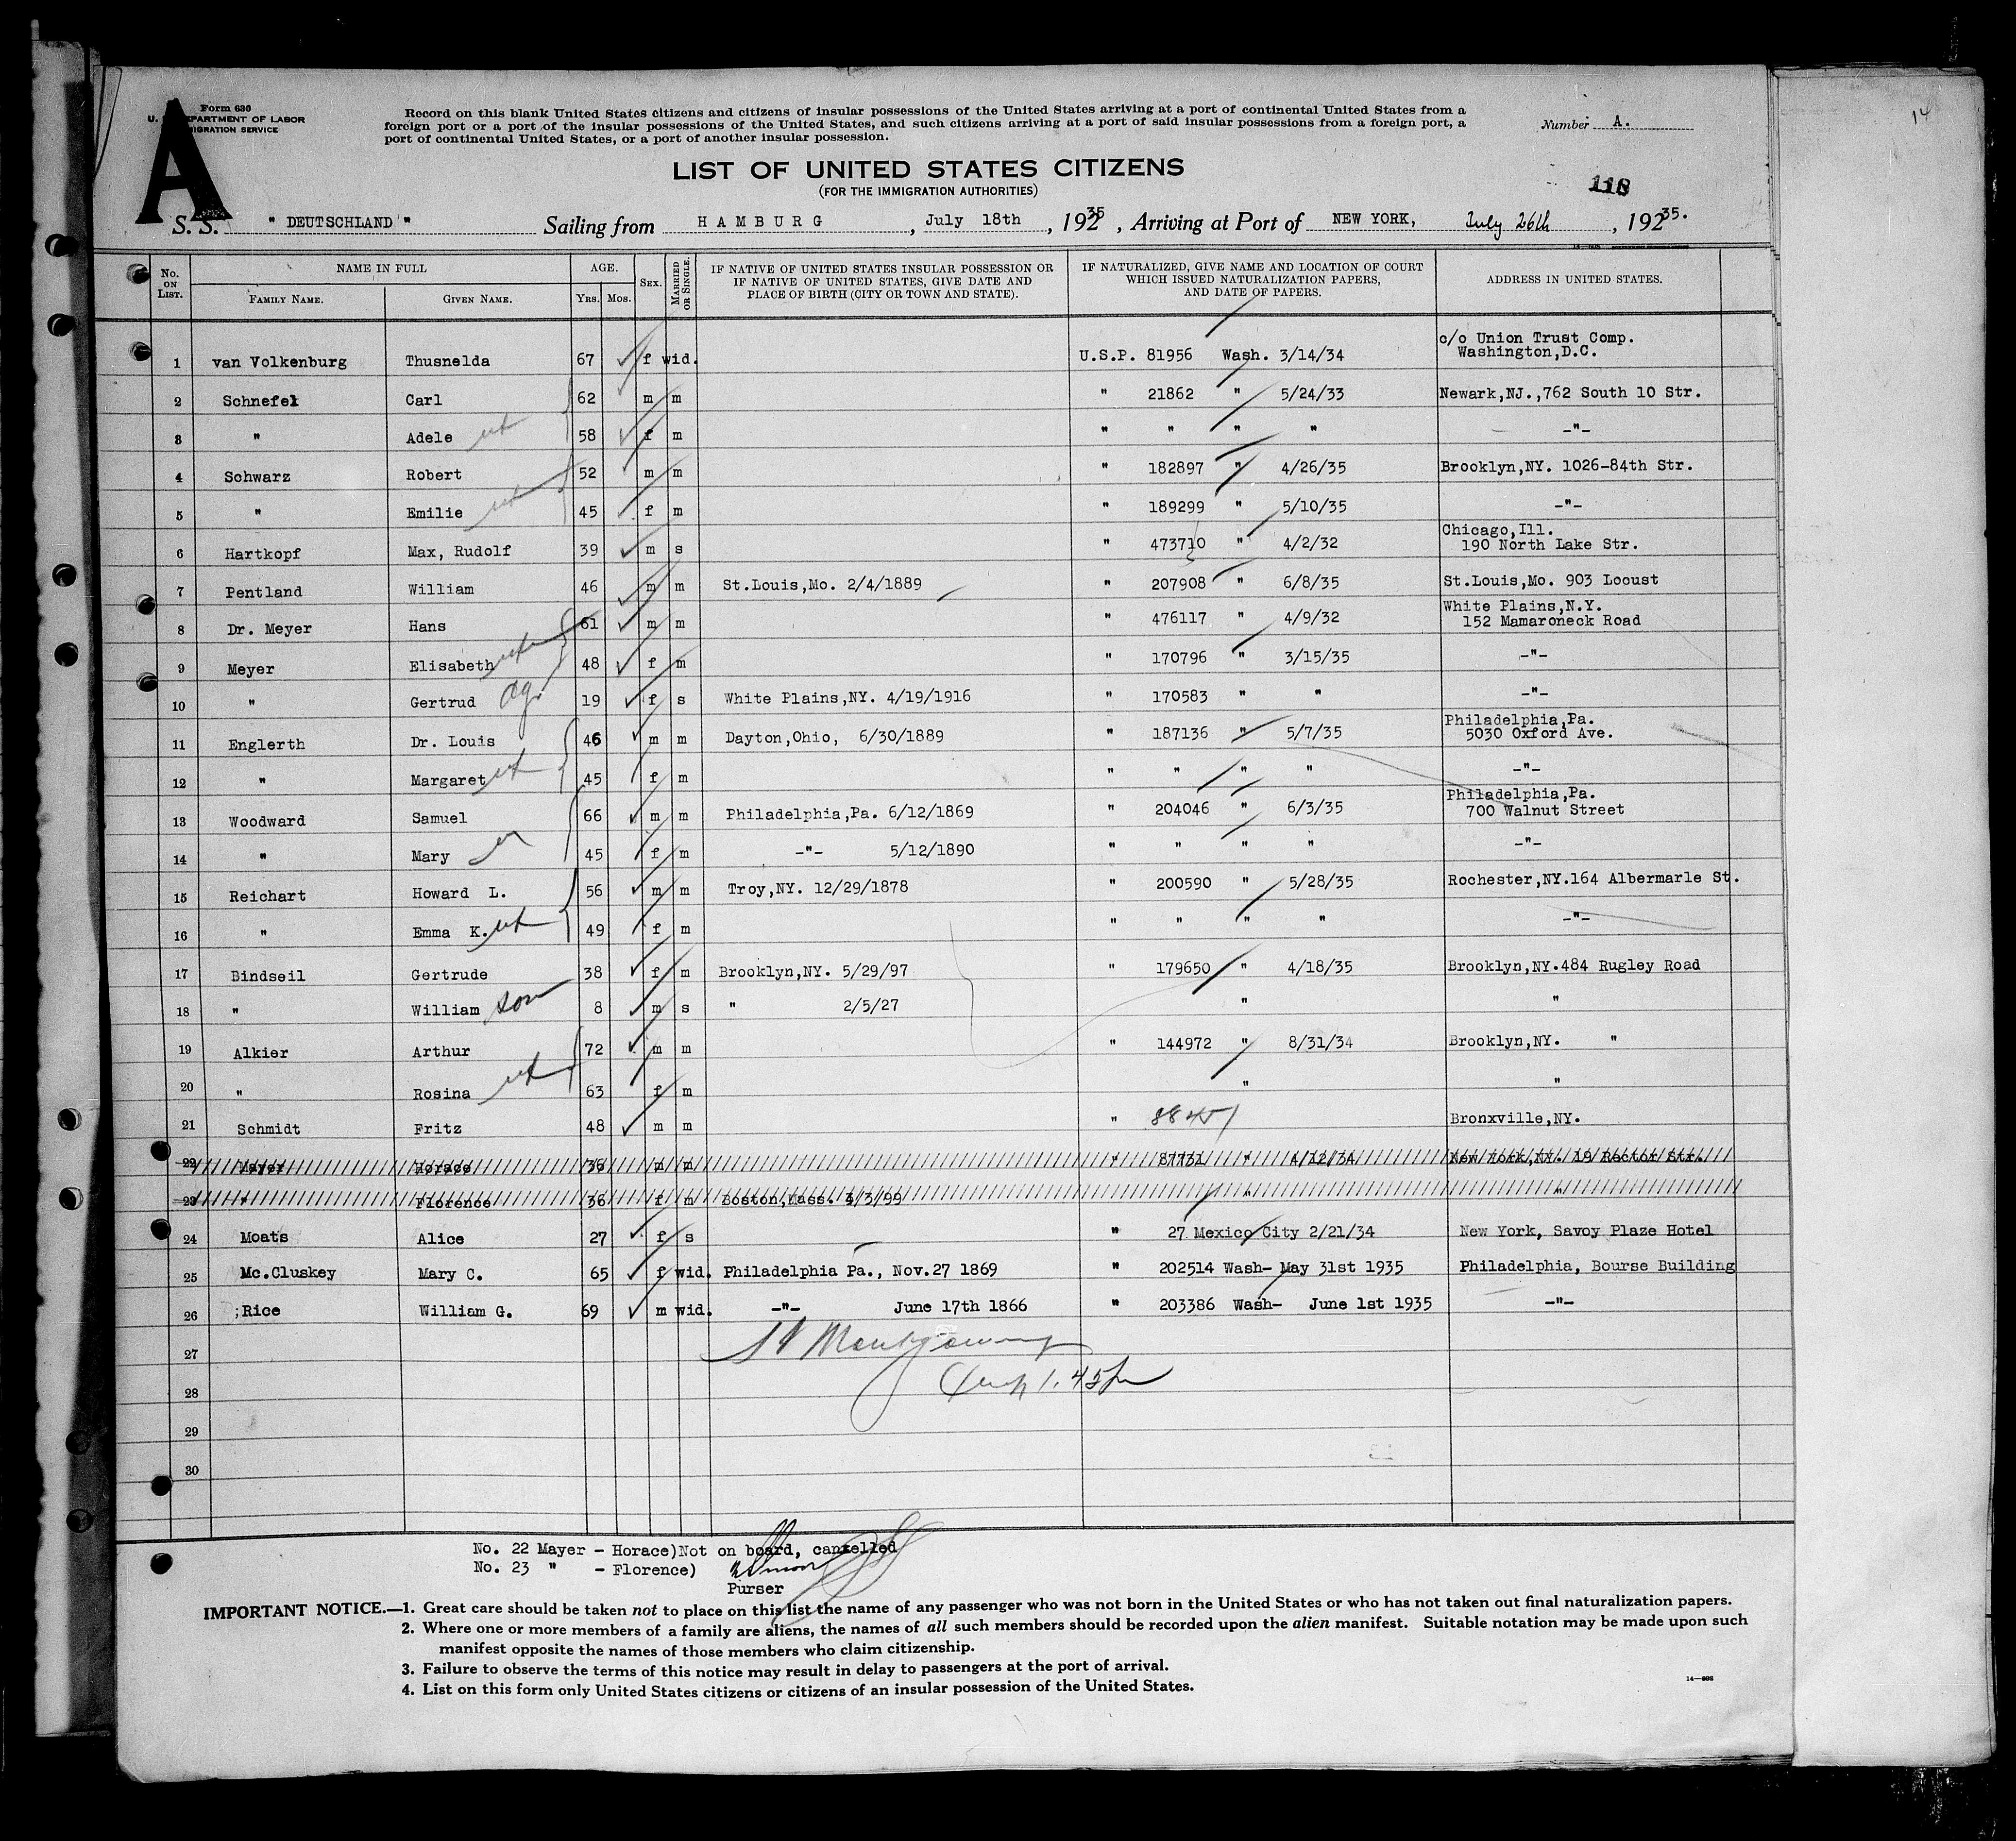 14
A
Form 630
U. S. DEPARTMENT OF LABOR
IMMIGRATION SERVICE
Record on this blank United States citizens and citizens of insular possessions of the United States arriving at a port of continental United States from a
foreign port or a port of the insular possessions of the United States, and such citizens arriving at a port of said insular possessions from a foreign port, a
port of continental United States, or a port of another insular possession.
Number A.
LIST OF UNITED STATES CITIZENS
(FOR THE IMMIGRATION AUTHORITIES)
118
S. S. " DEUTSCHLAND " Sailing from HAMBURG, July 18th, 19235, Arriving at Port of NEW YORK, July 26th, 19235.
No. ON LIST. NAME IN FULL AGE. SEX. MARRIED OR SINGLE. IF NATIVE OF UNITED STATES INSULAR POSSESSION OR IF NATIVE OF UNITED STATES, GIVE DATE AND PLACE OF BIRTH (CITY OR TOWN AND STATE). IF NATURALIZED, GIVE NAME AND LOCATION OF COURT WHICH ISSUED NATURALIZATION PAPERS, AND DATE OF PAPERS. ADDRESS IN UNITED STATES.
FAMILY NAME. GIVEN NAME. YRS. MOS.
1 van Volkenburg Thusnelda 67 f wid. U.S.P. 81956 Wash. 3/14/34 c/o Union Trust Comp. Washington,D.C.
2 Schnefel Carl 62 m m " 21862 " 5/24/33 Newark,NJ.,762 South 10 Str.
3 " Adele 58 f m " " " " -"-
4 Schwarz Robert 52 m m " 182897 " 4/26/35 Brooklyn,NY. 1026-84th Str.
5 " Emilie 45 f m " 189299 " 5/10/35 -"-
6 Hartkopf Max, Rudolf 39 m s " 473710 " 4/2/32 Chicago,Ill. 190 North Lake Str.
7 Pentland William 46 m m St.Louis,Mo. 2/4/1889 " 207908 " 6/8/35 St.Louis,Mo. 903 Locust
8 Dr. Meyer Hans 61 m m " 476117 " 4/9/32 White Plains,N.Y. 152 Mamaroneck Road
9 Meyer Elisabeth 48 f m " 170796 " 3/15/35 -"-
10 " Gertrud 19 f s White Plains,NY. 4/19/1916 " 170583 " " -"-
11 Englerth Dr. Louis 46 m m Dayton,Ohio, 6/30/1889 " 187136 " 5/7/35 Philadelphia,Pa. 5030 Oxford Ave.
12 " Margaret 45 f m " " " " -"-
13 Woodward Samuel 66 m m Philadelphia,Pa. 6/12/1869 " 204046 " 6/3/35 Philadelphia,Pa. 700 Walnut Street
14 " Mary 45 f m -"- 5/12/1890 " " " " -"-
15 Reichart Howard L. 56 m m Troy,NY. 12/29/1878 " 200590 " 5/28/35 Rochester,NY.164 Albermarle St.
16 " Emma K. 49 f m " " " " -"-
17 Bindseil Gertrude 38 f m Brooklyn,NY. 5/29/97 " 179650 " 4/18/35 Brooklyn,NY.484 Rugley Road
18 " William son 8 m s " 2/5/27 " "
19 Alkier Arthur 72 m m " 144972 " 8/31/34 Brooklyn,NY. "
20 " Rosina 63 f m " "
21 Schmidt Fritz 48 m m " 88451 Bronxville,NY.
22 Mayer Horace 36 m m " 87731 " 4/12/34 New York,NY. 19 Rector Str.
23 " Florence 36 f m Boston,Mass. 3/3/99 " "
24 Moats Alice 27 f s " 27 Mexico City 2/21/34 New York, Savoy Plaze Hotel
25 Mc.Cluskey Mary C. 65 f wid. Philadelphia Pa., Nov.27 1869 " 202514 Wash- May 31st 1935 Philadelphia, Bourse Building
26 ;Rice William G. 69 m wid. -"- June 17th 1866 " 203386 Wash- June 1st 1935 -"-
27 Montgomery
28 1.45
29
30
No. 22 Mayer - Horace)Not on board, cancelled
No. 23 " - Florence)
Purser
IMPORTANT NOTICE.—1. Great care should be taken not to place on this list the name of any passenger who was not born in the United States or who has not taken out final naturalization papers.
2. Where one or more members of a family are aliens, the names of all such members should be recorded upon the alien manifest. Suitable notation may be made upon such
manifest opposite the names of those members who claim citizenship.
3. Failure to observe the terms of this notice may result in delay to passengers at the port of arrival.
4. List on this form only United States citizens or citizens of an insular possession of the United States.